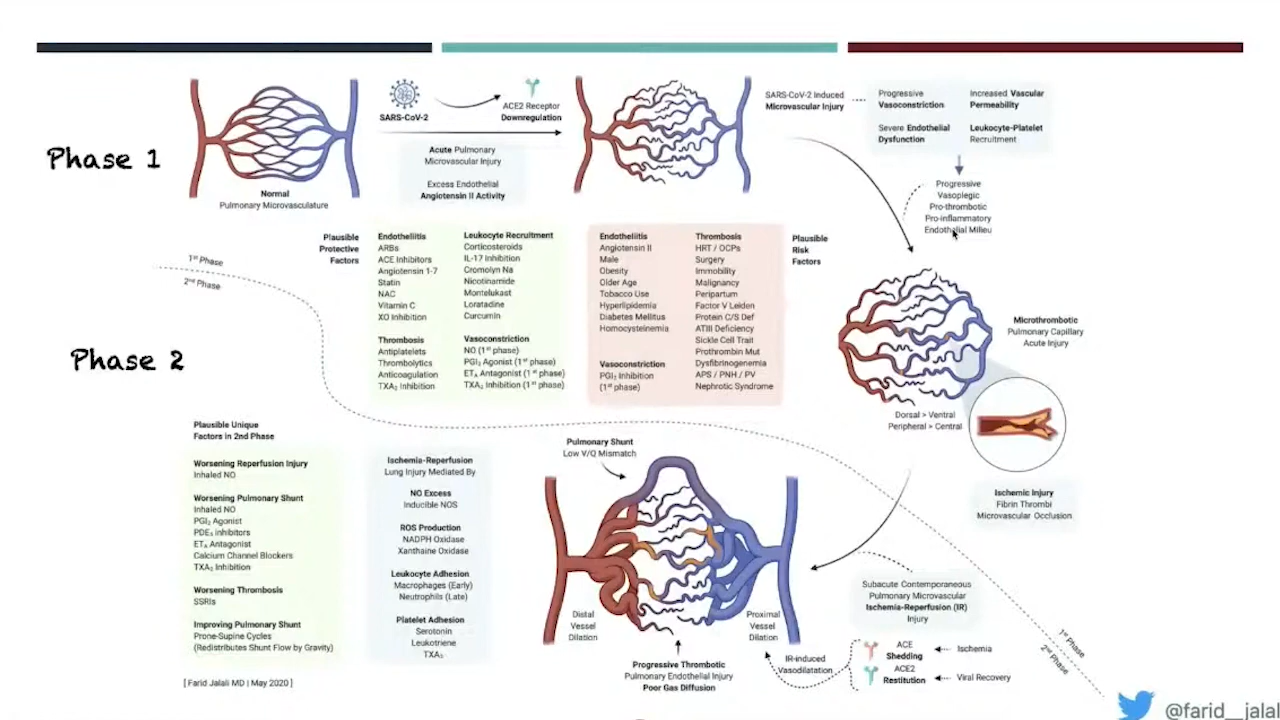 Phase 1
SARS-CoV-2
ACE2 Receptor
Downregulation
Acute Pulmonary
Microvascular Injury
Excess Endothelial
Angiotensin II Activity
Normal
Pulmonary Microvasculature
SARS-CoV-2 Induced
Microvascular Injury
Progressive
Vasoconstriction
Increased Vascular
Permeability
Severe Endothelial
Dysfunction
Leukocyte-Platelet
Recruitment
Progressive
Vasoplegic
Pro-thrombotic
Pro-inflammatory
Endothelial Milieu
Plausible
Protective
Factors
Endotheliitis
ARBs
ACE Inhibitors
Angiotensin 1-7
Statin
NAC
Vitamin C
XO Inhibition
Leukocyte Recruitment
Corticosteroids
IL-17 Inhibition
Cromolyn Na
Nicotinamide
Montelukast
Loratadine
Curcumin
Thrombosis
Antiplatelets
Thrombolytics
Anticoagulation
TXA₂ Inhibition
Vasoconstriction
NO (1ˢᵗ phase)
PGI₂ Agonist (1ˢᵗ phase)
ETᴀ Antagonist (1ˢᵗ phase)
TXA₂ Inhibition (1ˢᵗ phase)
Endotheliitis
Angiotensin II
Male
Obesity
Older Age
Tobacco Use
Hyperlipidemia
Diabetes Mellitus
Homocysteinemia
Vasoconstriction
PGI₂ Inhibition
(1ˢᵗ phase)
Thrombosis
HRT / OCPs
Surgery
Immobility
Malignancy
Peripartum
Factor V Leiden
Protein C/S Def
ATIII Deficiency
Sickle Cell Trait
Prothrombin Mut
Dysfibrinogenemia
APS / PNH / PV
Nephrotic Syndrome
Plausible
Risk
Factors
1ˢᵗ Phase
2ⁿᵈ Phase
Phase 2
Microthrombotic
Pulmonary Capillary
Acute Injury
Dorsal > Ventral
Peripheral > Central
Ischemic Injury
Fibrin Thrombi
Microvascular Occlusion
Plausible Unique
Factors in 2nd Phase
Worsening Reperfusion Injury
Inhaled NO
Worsening Pulmonary Shunt
Inhaled NO
PGI₂ Agonist
PDE₅ inhibitors
ETᴀ Antagonist
Calcium Channel Blockers
TXA₂ Inhibition
Worsening Thrombosis
SSRIs
Improving Pulmonary Shunt
Prone-Supine Cycles
(Redistributes Shunt Flow by Gravity)
Ischemia-Reperfusion
Lung Injury Mediated By
NO Excess
Inducible NOS
ROS Production
NADPH Oxidase
Xanthaine Oxidase
Leukocyte Adhesion
Macrophages (Early)
Neutrophils (Late)
Platelet Adhesion
Serotonin
Leukotriene
TXA₂
Pulmonary Shunt
Low V/Q Mismatch
Distal
Vessel
Dilation
Proximal
Vessel
Dilation
Progressive Thrombotic
Pulmonary Endothelial Injury
Poor Gas Diffusion
Subacute Contemporaneous
Pulmonary Microvascular
Ischemia-Reperfusion (IR)
Injury
IR-induced
Vasodilatation
ACE
Shedding
Ischemia
ACE2
Restitution
Viral Recovery
1ˢᵗ Phase
2ⁿᵈ Phase
[ Farid Jalali MD | May 2020 ]
@farid__jalal